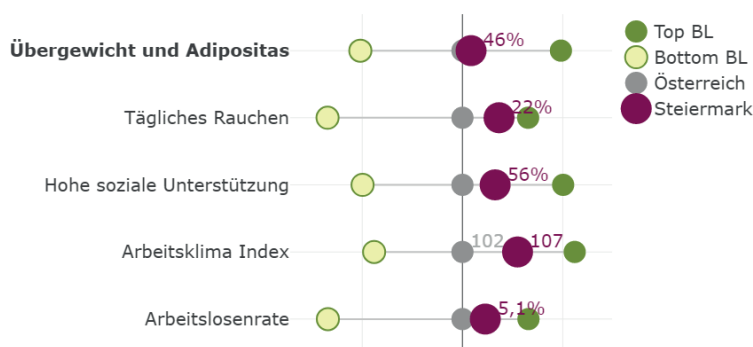 Übergewicht und Adipositas
46%
Tägliches Rauchen
22%
Hohe soziale Unterstützung
56%
Arbeitsklima Index
102
107
Arbeitslosenrate
5,1%
Top BL
Bottom BL
Österreich
Steiermark